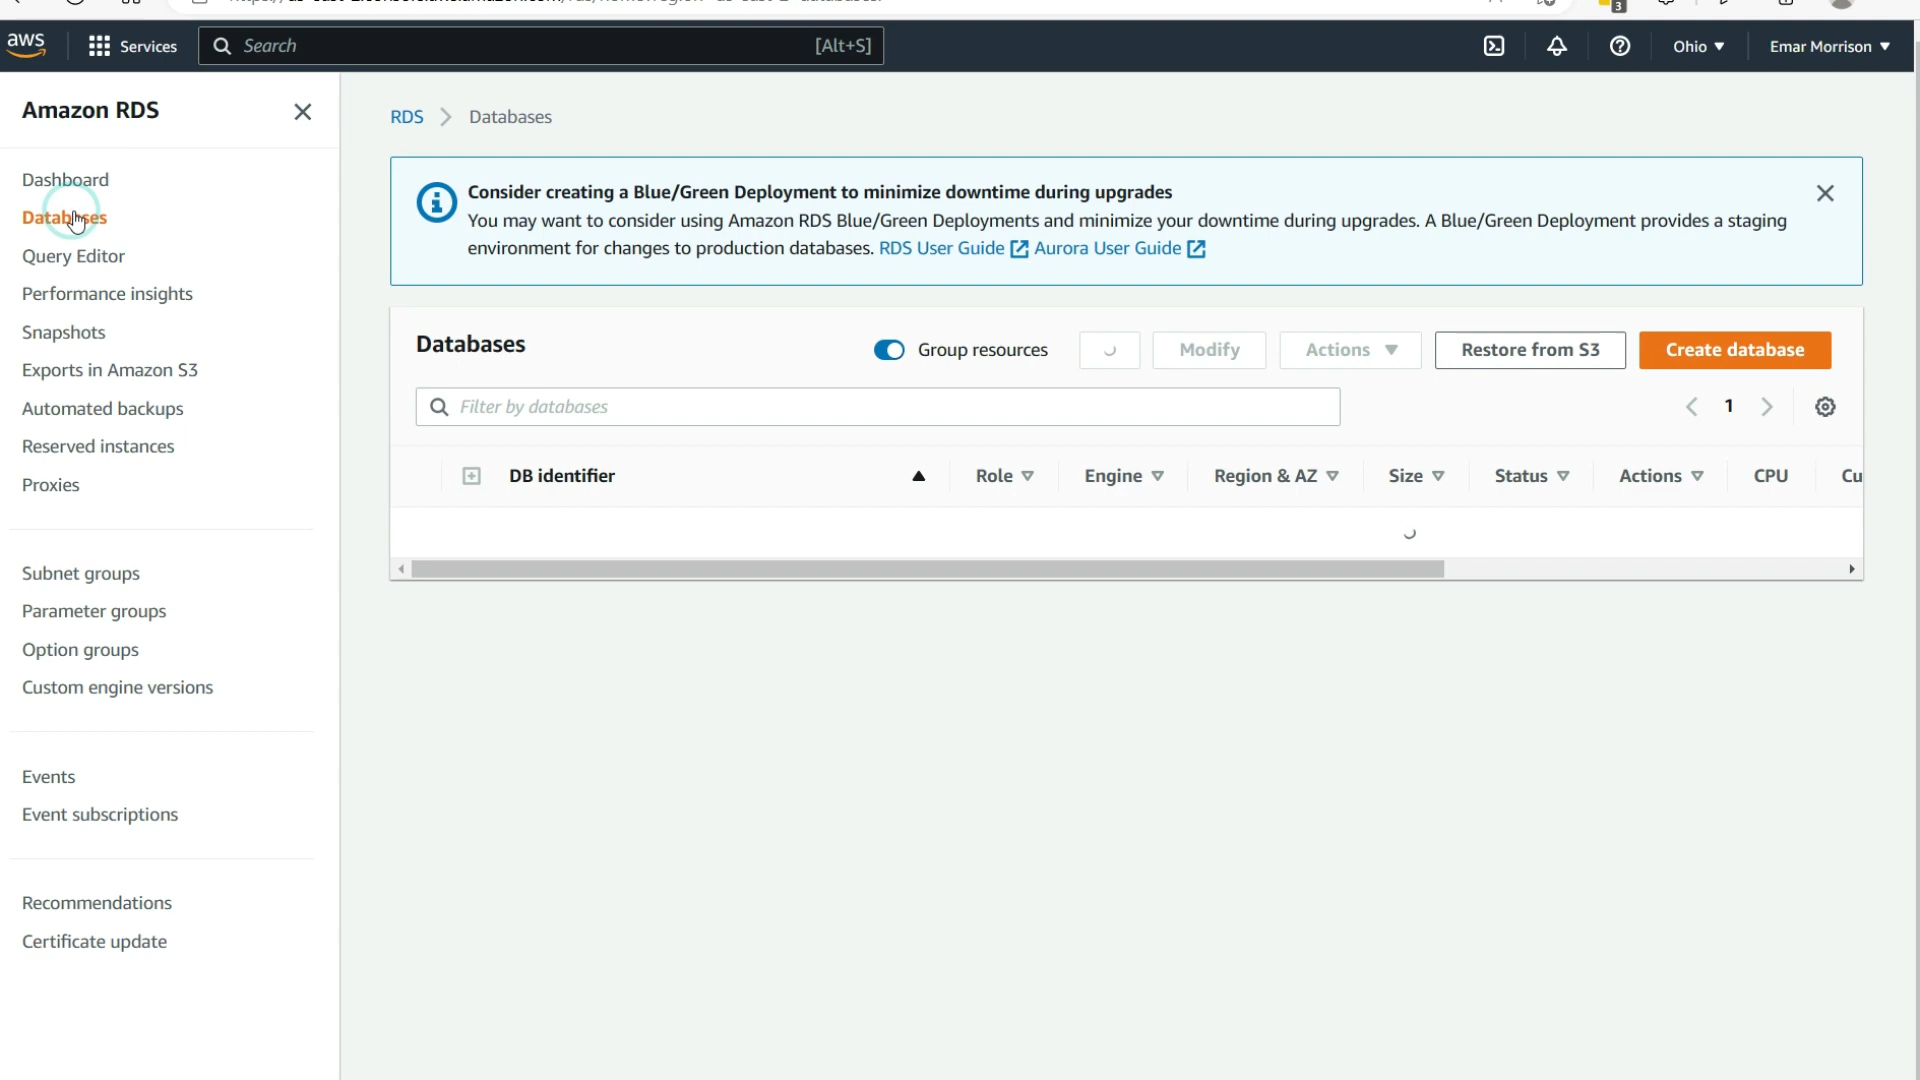 3
aws
Services
Search
[Alt+S]
Ohio
Emar Morrison
Amazon RDS
Dashboard
Databases
Query Editor
Performance insights
Snapshots
Exports in Amazon S3
Automated backups
Reserved instances
Proxies
Subnet groups
Parameter groups
Option groups
Custom engine versions
Events
Event subscriptions
Recommendations
Certificate update
RDS > Databases
Consider creating a Blue/Green Deployment to minimize downtime during upgrades
You may want to consider using Amazon RDS Blue/Green Deployments and minimize your downtime during upgrades. A Blue/Green Deployment provides a staging
environment for changes to production databases. RDS User Guide Aurora User Guide
Databases
Group resources
Modify
Actions
Restore from S3
Create database
Filter by databases
1
DB identifier
Role
Engine
Region & AZ
Size
Status
Actions
CPU
Cu